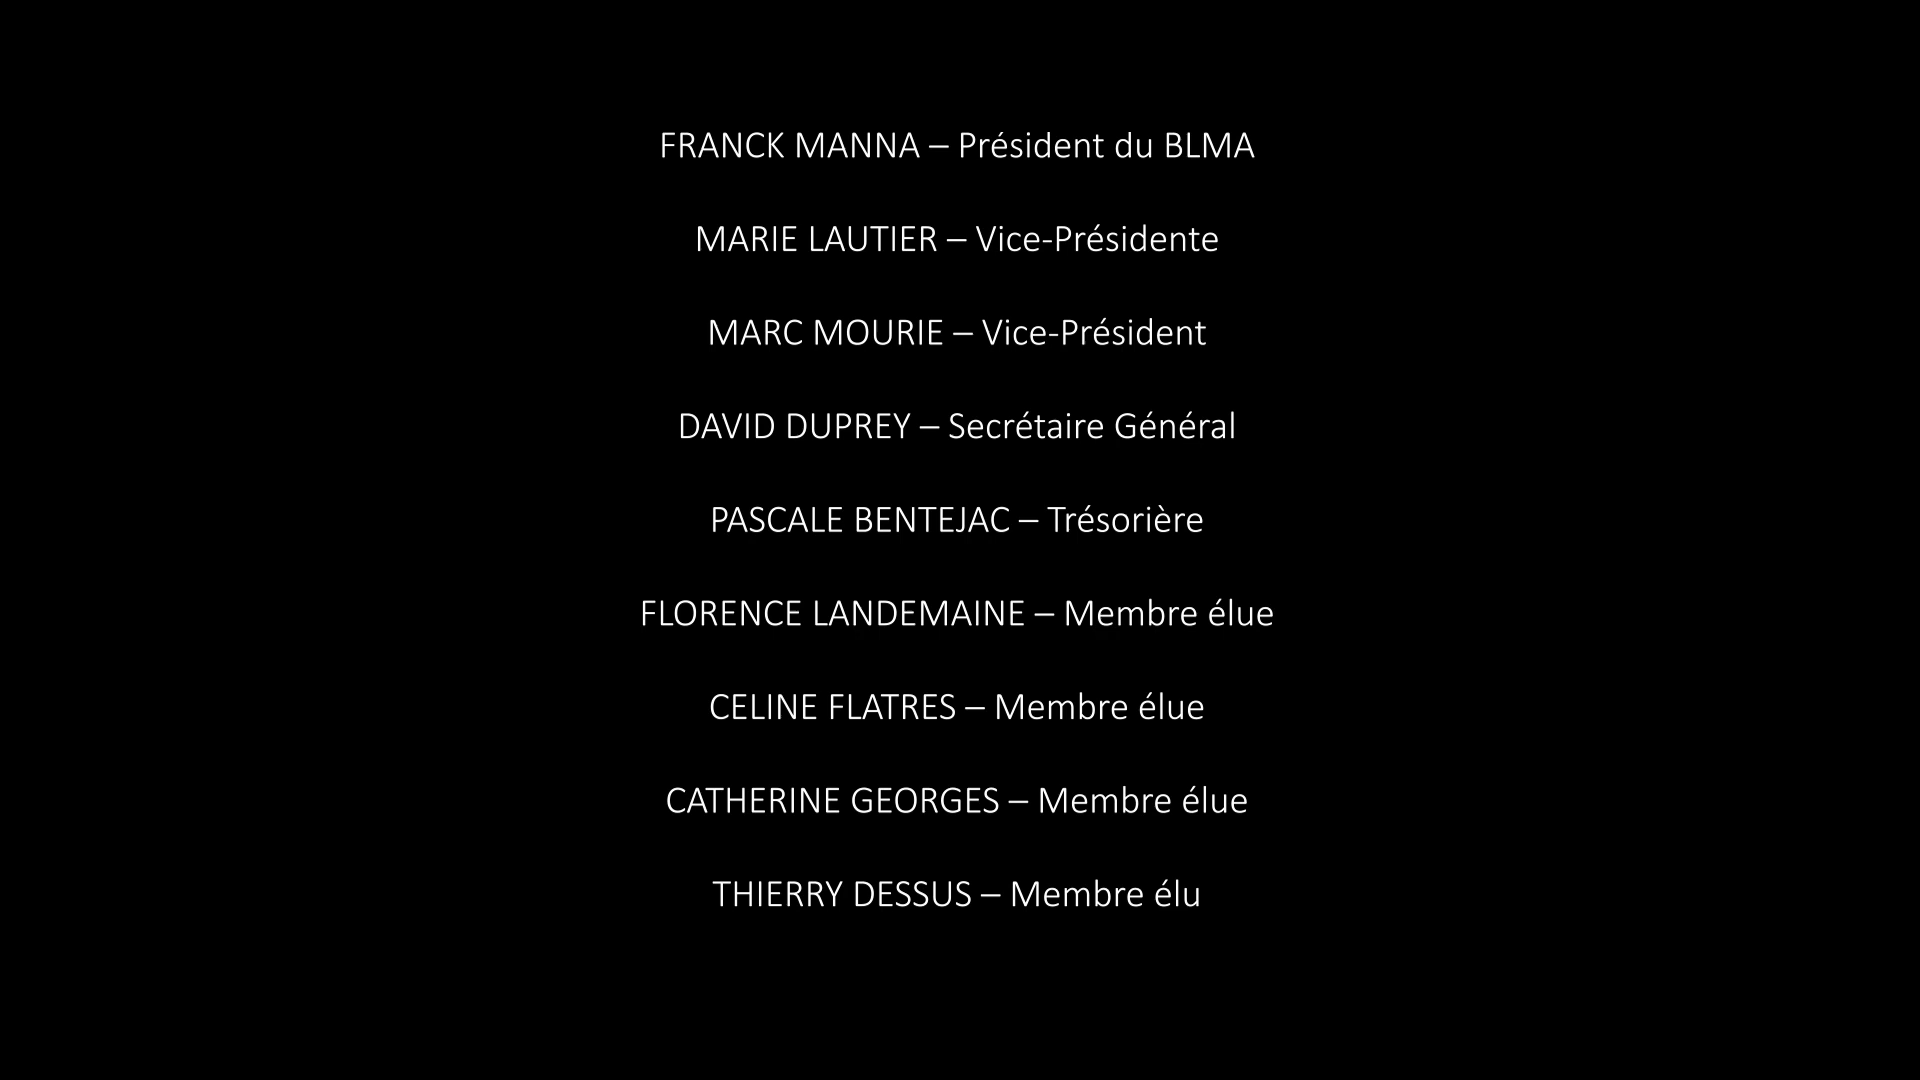 FRANCK MANNA – Président du BLMA
MARIE LAUTIER – Vice-Présidente
MARC MOURIE – Vice-Président
DAVID DUPREY – Secrétaire Général
PASCALE BENTEJAC – Trésorière
FLORENCE LANDEMAINE – Membre élue
CELINE FLATRES – Membre élue
CATHERINE GEORGES – Membre élue
THIERRY DESSUS – Membre élu